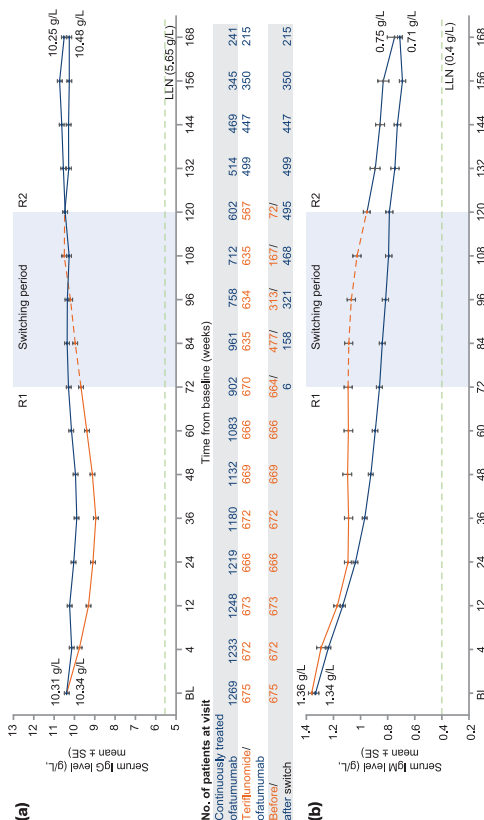 (a)
Serum IgG level (g/L,
mean ± SE)
13
12
11
10
9
8
7
6
5
10.31 g/L
10.34 g/L
R1
Switching period
R2
10.25 g/L
10.48 g/L
LLN (5.65 g/L)
BL 4 12 24 36 48 60 72 84 96 108 120 132 144 156 168
Time from baseline (weeks)
No. of patients at visit
Continuously treated
ofatumumab
1269 1233 1248 1219 1180 1132 1083 902 961 758 712 602 514 469 345 241
Teriflunomide/
ofatumumab
675 672 673 666 672 669 666 670 635 634 635 567 499 447 350 215
Before/
after switch
675 672 673 666 672 669 666 664/ 477/ 313/ 167/ 72/
6 158 321 468 495 499 447 350 215
(b)
Serum IgM level (g/L,
mean ± SE)
1.4
1.2
1
0.8
0.6
0.4
0.2
1.36 g/L
1.34 g/L
R1
Switching period
R2
0.75 g/L
0.71 g/L
LLN (0.4 g/L)
BL 4 12 24 36 48 60 72 84 96 108 120 132 144 156 168